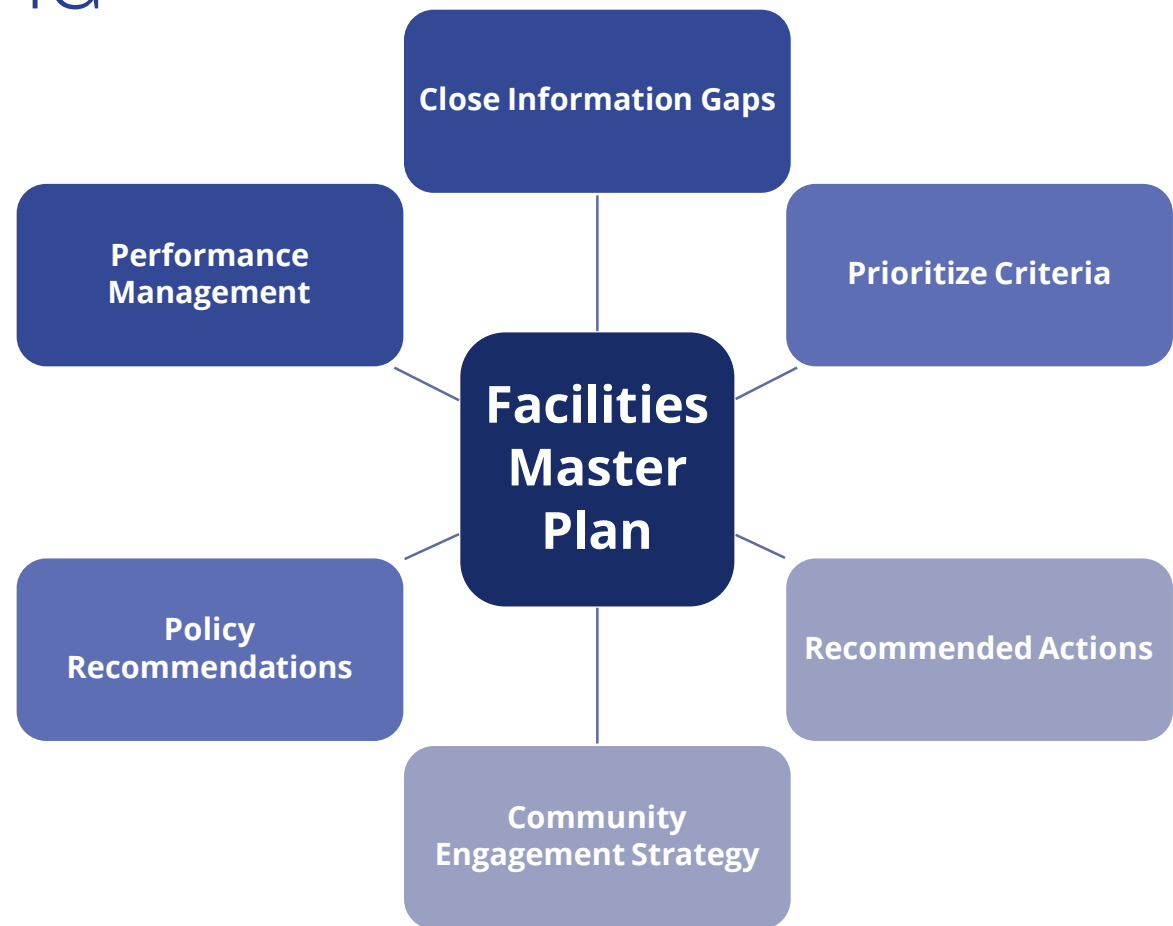 Close Information Gaps
Performance
Management
Prioritize Criteria
Facilities
Master
Plan
Policy
Recommendations
Recommended Actions
Community
Engagement Strategy